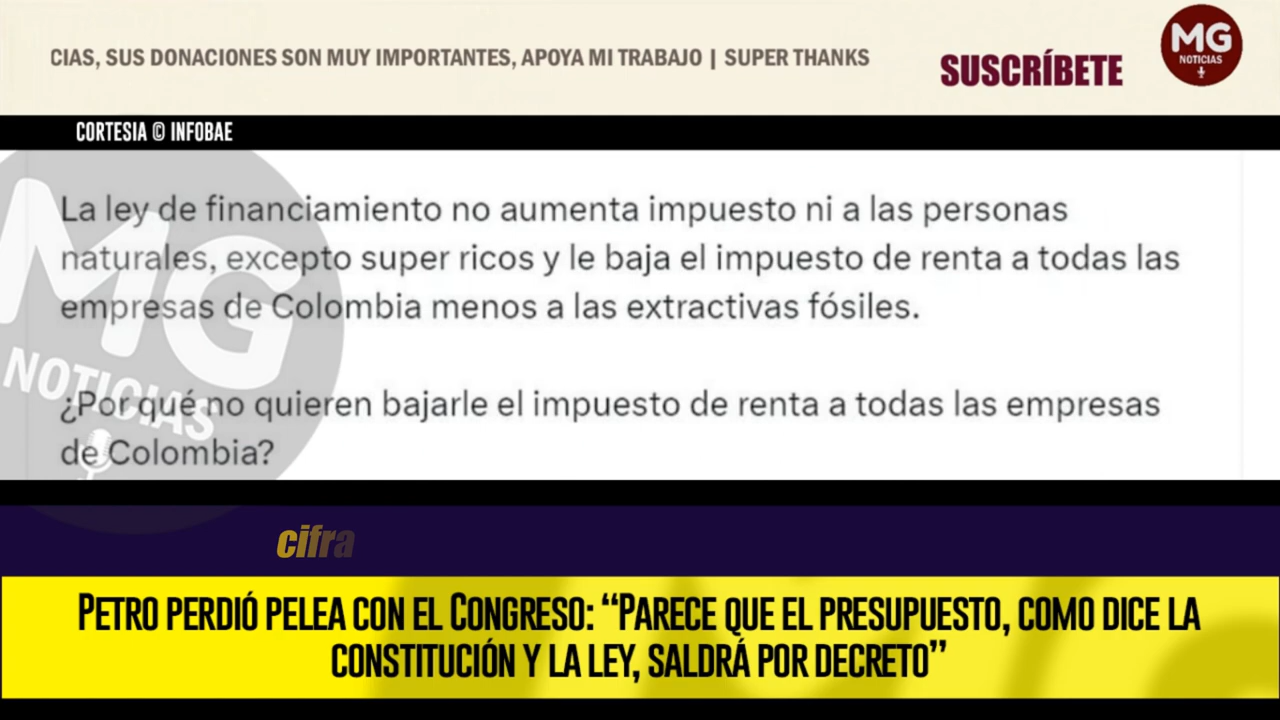 CIAS, SUS DONACIONES SON MUY IMPORTANTES, APOYA MI TRABAJO | SUPER THANKS
SUSCRÍBETE
MG
NOTICIAS
CORTESIA © INFOBAE
La ley de financiamiento no aumenta impuesto ni a las personas
naturales, excepto super ricos y le baja el impuesto de renta a todas las
empresas de Colombia menos a las extractivas fósiles.
¿Por qué no quieren bajarle el impuesto de renta a todas las empresas
de Colombia?
MG
NOTICIAS
cifra
PETRO PERDIÓ PELEA CON EL CONGRESO: “PARECE QUE EL PRESUPUESTO, COMO DICE LA
CONSTITUCIÓN Y LA LEY, SALDRÁ POR DECRETO”